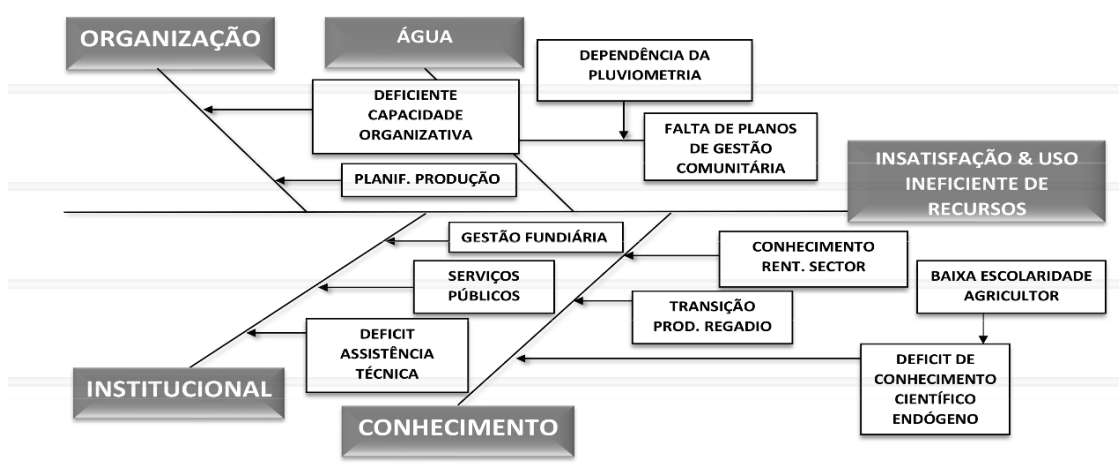 ORGANIZAÇÃO
ÁGUA
DEPENDÊNCIA DA
PLUVIOMETRIA
DEFICIENTE
CAPACIDADE
ORGANIZATIVA
FALTA DE PLANOS
DE GESTÃO
COMUNITÁRIA
PLANIF. PRODUÇÃO
INSATISFAÇÃO & USO
INEFICIENTE DE
RECURSOS
GESTÃO FUNDIÁRIA
CONHECIMENTO
RENT. SECTOR
SERVIÇOS
PÚBLICOS
BAIXA ESCOLARIDADE
AGRICULTOR
TRANSIÇÃO
PROD. REGADIO
DEFICIT
ASSISTÊNCIA
TÉCNICA
DEFICIT DE
CONHECIMENTO
CIENTÍFICO
ENDÓGENO
INSTITUCIONAL
CONHECIMENTO